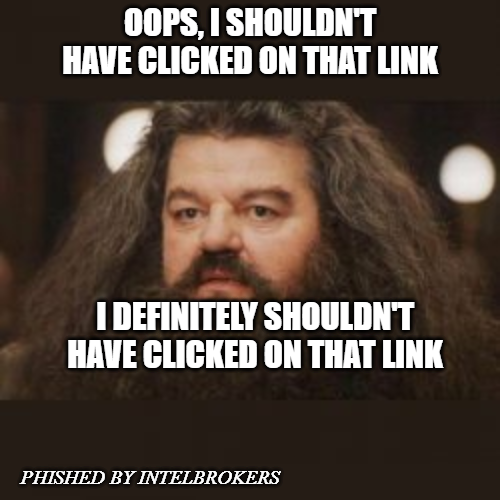 OOPS, I SHOULDN'T
HAVE CLICKED ON THAT LINK
I DEFINITELY SHOULDN'T
HAVE CLICKED ON THAT LINK
PHISHED BY INTELBROKERS